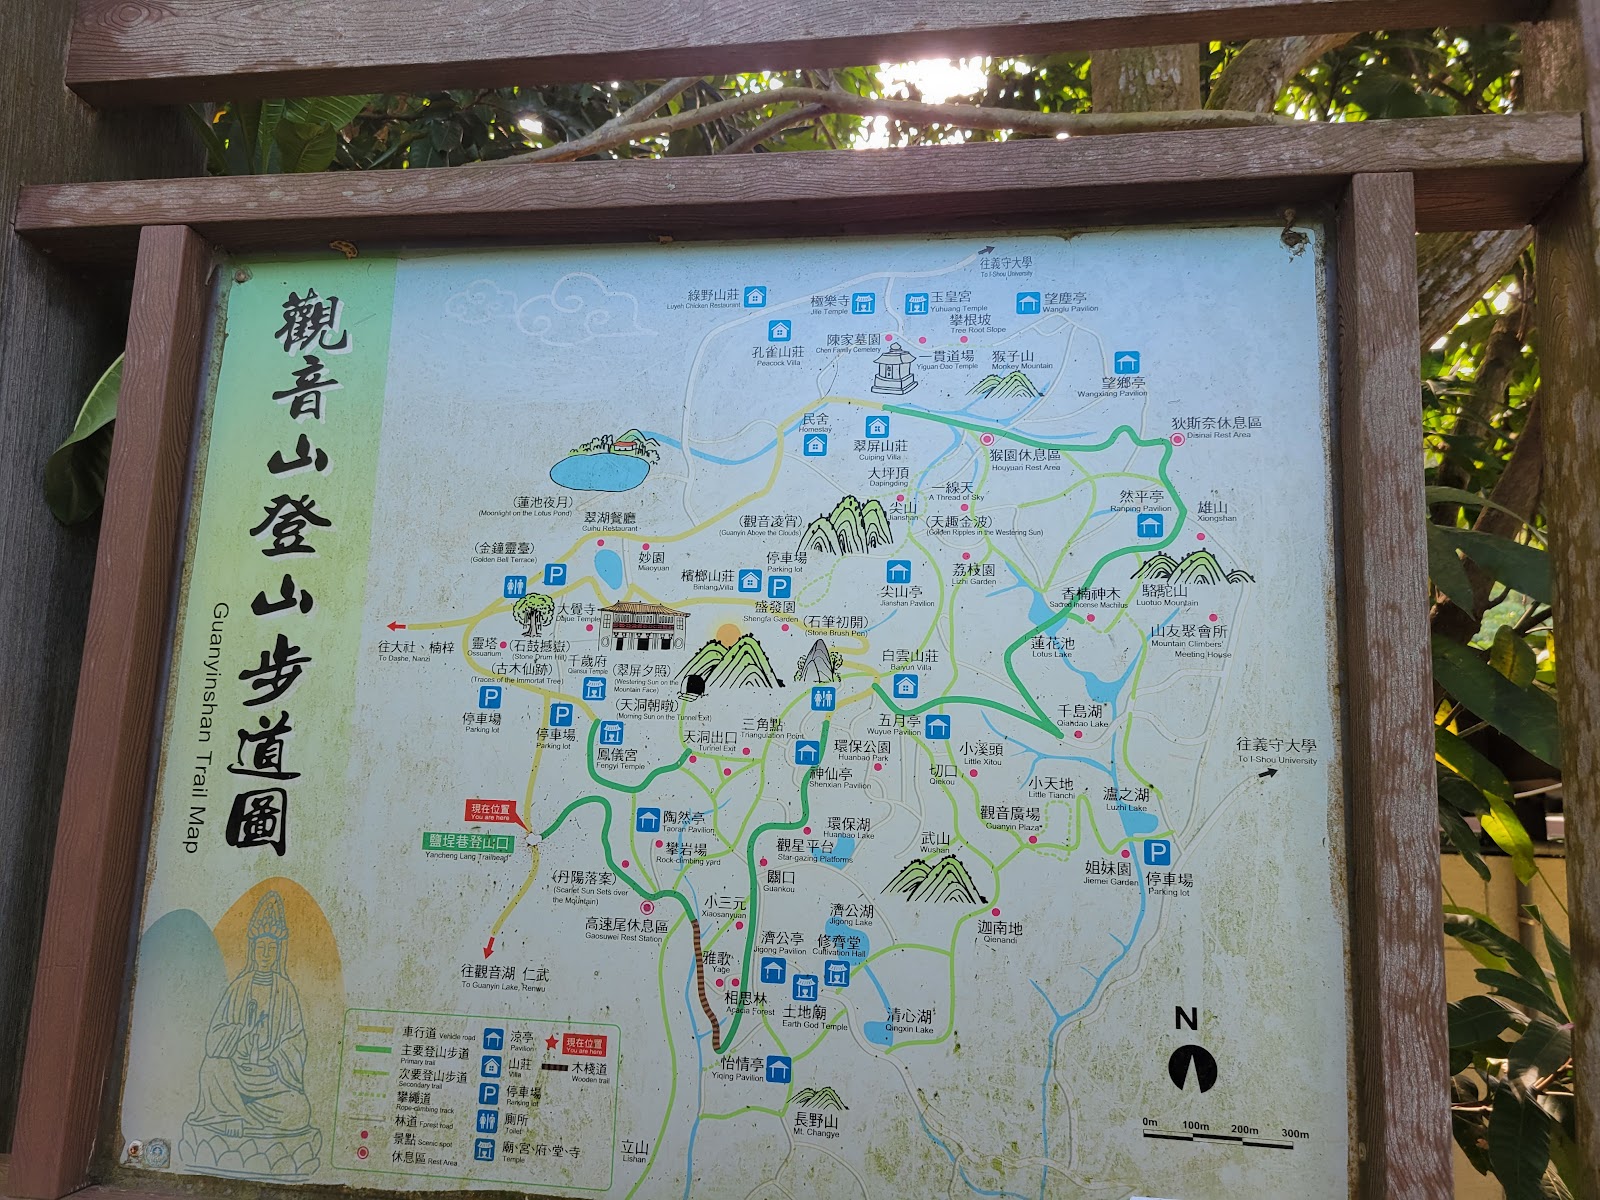 觀音山登山步道圖
Guanyinshan Trail Map
往義守大學
To I-Shou University
綠野山莊
Luyeh Chicken Restaurant
極樂寺
Jile Temple
玉皇宮
Yuhuang Temple
望塵亭
Wanglu Pavilion
攀根坡
Tree Root Slope
孔雀山莊
Peacock Villa
陳家墓園
Chen Family Cemetery
一貫道場
Yiguan Dao Temple
猴子山
Monkey Mountain
望鄉亭
Wangxiang Pavilion
民舍
Homestay
翠屏山莊
Cuiping Villa
猴園休息區
Houyuan Rest Area
狄斯奈休息區
Disinai Rest Area
大坪頂
Dapingding
一線天
A Thread of Sky
尖山
Jianshan
(天趣金波)
(Golden Ripples in the Westering Sun)
然平亭
Ranping Pavilion
雄山
Xiongshan
(蓮池夜月)
(Moonlight on the Lotus Pond)
翠湖餐廳
Cuihu Restaurant
(觀音凌霄)
(Guanyin Above the Clouds)
(金鐘靈臺)
(Golden Bell Terrace)
妙園
Miaoyuan
檳榔山莊
Binlang Villa
停車場
Parking lot
尖山亭
Jianshan Pavilion
荔枝園
Lizhi Garden
香楠神木
Sacred Incense Machilus
駱駝山
Luotuo Mountain
大覺寺
Dajue Temple
盛發園
Shengfa Garden
(石筆初開)
(Stone Brush Pen)
蓮花池
Lotus Lake
山友聚會所
Mountain Climbers'
Meeting House
往大社、楠梓
To Dashe, Nanzi
靈塔
Ossuarium
(石鼓撼嶽)
(Stone Drum Hill)
(古木仙跡)
(Traces of the Immortal Tree)
千歲府
Qiansui Temple
(翠屏夕照)
(Westering Sun on the
Mountain Face)
白雲山莊
Baiyun Villa
(天洞朝暾)
(Morning Sun on the Tunnel Exit)
停車場
Parking lot
停車場
Parking lot
鳳儀宮
Fengyi Temple
天洞出口
Tunnel Exit
三角點
Triangulation Point
五月亭
Wuyue Pavilion
千島湖
Qiandao Lake
環保公園
Huanbao Park
神仙亭
Shenxian Pavilion
小溪頭
Little Xitou
切口
Qiekou
往義守大學
To I-Shou University
小天地
Little Tianchi
瀘之湖
Luzhi Lake
現在位置
You are here
鹽埕巷登山口
Yancheng Lang Trailhead
陶然亭
Taoran Pavilion
攀岩場
Rock-climbing yard
環保湖
Huanbao Lake
觀星平台
Star-gazing Platforms
觀音廣場
Guanyin Plaza
武山
Wushan
關口
Guankou
姐妹園
Jiemei Garden
停車場
Parking lot
(丹陽落案)
(Scarlet Sun Sets over
the Mountain)
高速尾休息區
Gaosuwei Rest Station
小三元
Xiaosanyuan
濟公湖
Jigong Lake
迦南地
Qienandi
濟公亭
Jigong Pavilion
修齊堂
Cultivation Hall
雅歌
Yage
相思林
Acacia Forest
土地廟
Earth God Temple
清心湖
Qingxin Lake
往觀音湖 仁武
To Guanyin Lake, Renwu
怡情亭
Yiqing Pavilion
長野山
Mt. Changye
立山
Lishan
車行道 Vehicle road
主要登山步道
Primary trail
次要登山步道
Secondary trail
攀繩道
Rope-climbing track
林道 Forest road
景點 Scenic spot
休息區 Rest Area
涼亭
Pavilion
山莊
Villa
停車場
Parking lot
廁所
Toilet
廟、宮、府、堂、寺
Temple
現在位置
You are here
木棧道
Wooden trail
N
0m 100m 200m 300m